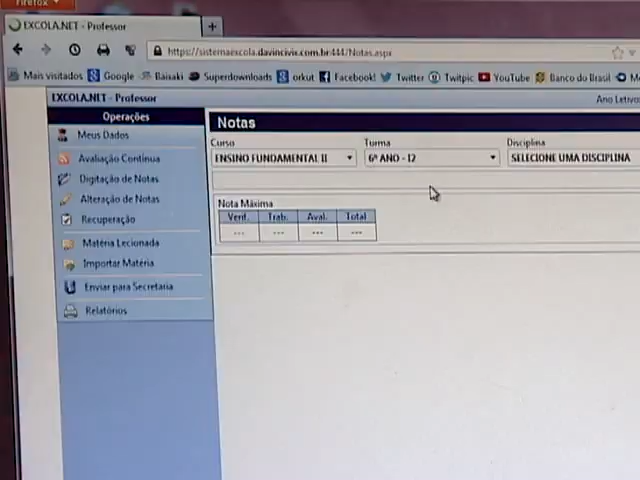 Firefox
EXCOLA.NET - Professor
https://sistemaexcola.davincivix.com.br:444/Notas.aspx
Mais visitados Google Baixaki Superdownloads orkut Facebook! Twitter Twitpic YouTube Banco do Brasil
EXCOLA.NET - Professor Ano Letivo
Operações
Notas
Meus Dados
Avaliação Contínua
Digitação de Notas
Alteração de Notas
Recuperação
Matéria Lecionada
Importar Matéria
Enviar para Secretaria
Relatórios
Curso Turma Disciplina
ENSINO FUNDAMENTAL II 6º ANO - I2 SELECIONE UMA DISCIPLINA
Nota Máxima
Verif. Trab. Aval. Total
--- --- --- ---